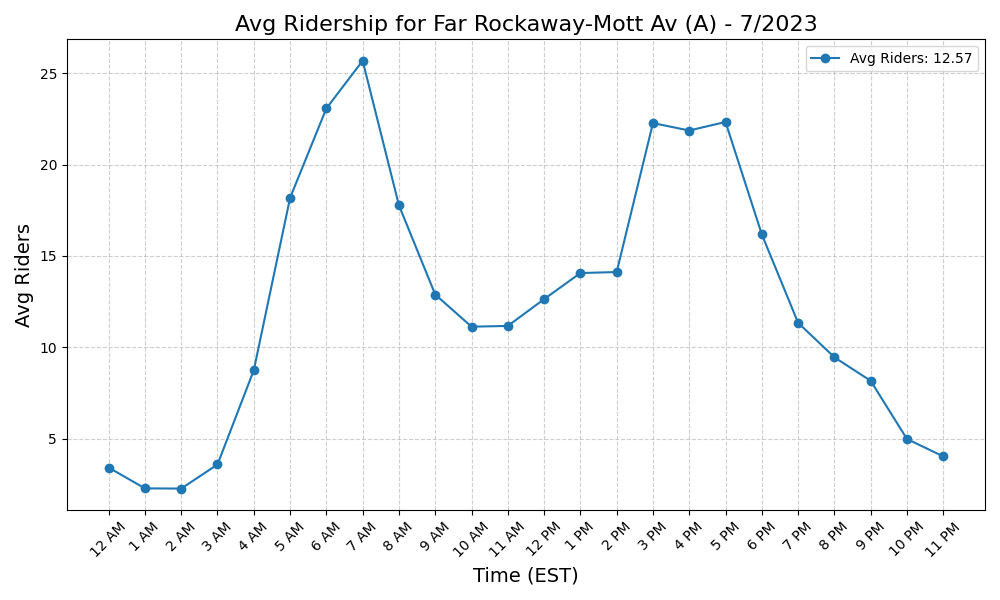 Avg Ridership for Far Rockaway-Mott Av (A) - 7/2023
Avg Riders: 12.57
Avg Riders
25
20
15
10
5
12 AM
1 AM
2 AM
3 AM
4 AM
5 AM
6 AM
7 AM
8 AM
9 AM
10 AM
11 AM
12 PM
1 PM
2 PM
3 PM
4 PM
5 PM
6 PM
7 PM
8 PM
9 PM
10 PM
11 PM
Time (EST)